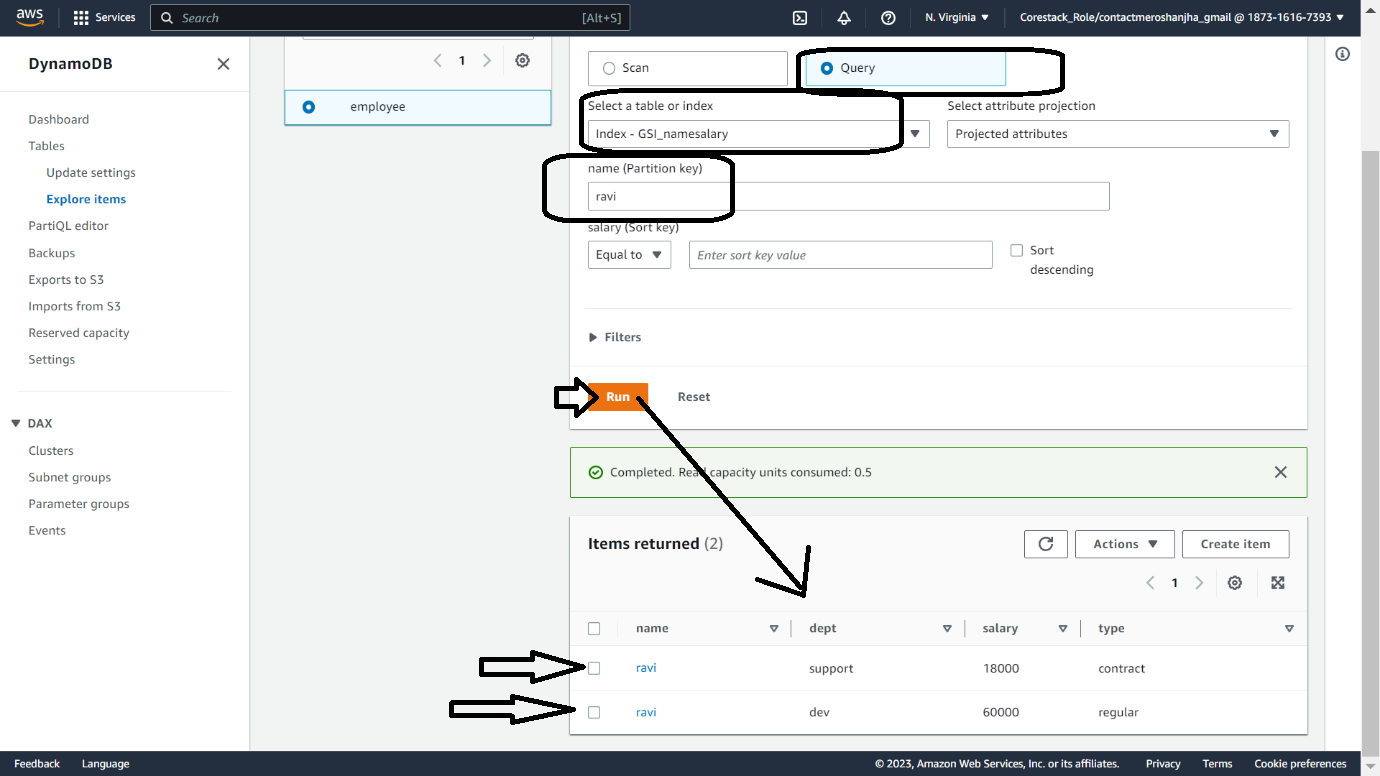 aws Services Search [Alt+S] N. Virginia Corestack_Role/contactmeroshanjha_gmail @ 1873-1616-7393
DynamoDB
Dashboard
Tables
Update settings
Explore items
PartiQL editor
Backups
Exports to S3
Imports from S3
Reserved capacity
Settings
DAX
Clusters
Subnet groups
Parameter groups
Events
1
employee
Scan Query
Select a table or index Select attribute projection
Index - GSI_namesalary Projected attributes
name (Partition key)
ravi
salary (Sort key)
Equal to Enter sort key value Sort
descending
Filters
Run Reset
Completed. Read capacity units consumed: 0.5
Items returned (2) Actions Create item
1
name dept salary type
ravi support 18000 contract
ravi dev 60000 regular
Feedback Language © 2023, Amazon Web Services, Inc. or its affiliates. Privacy Terms Cookie preferences